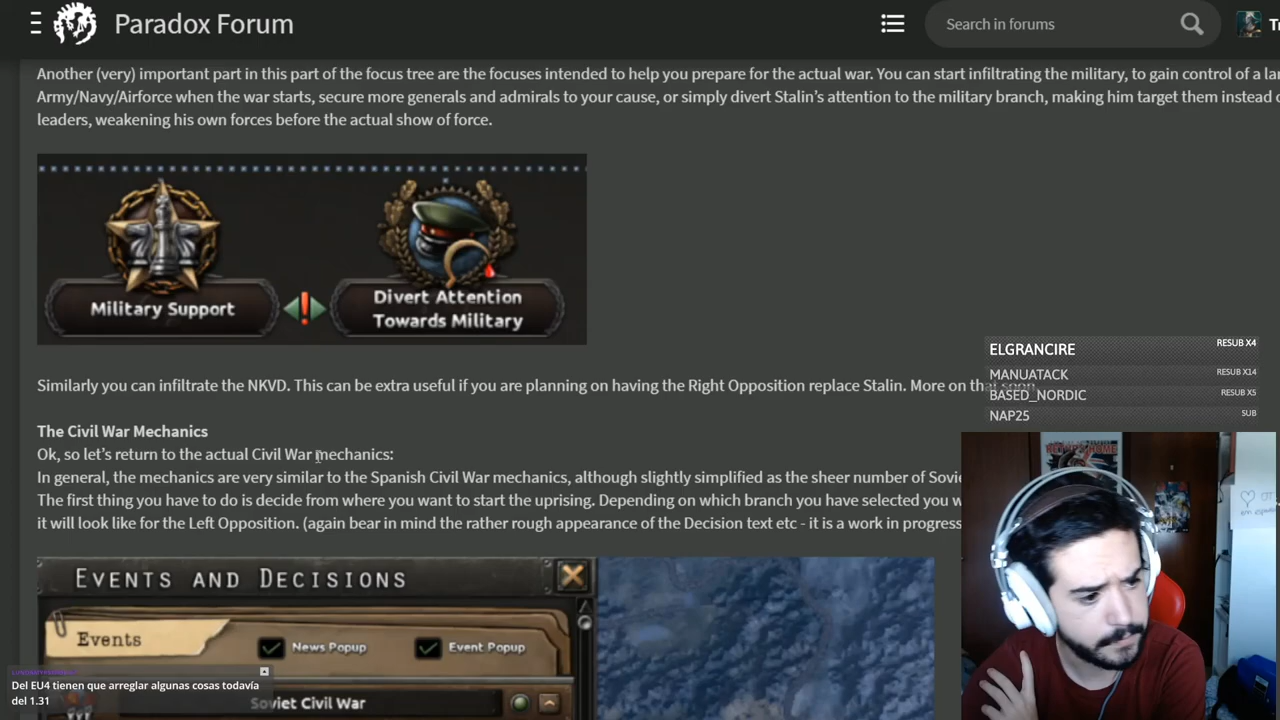 Paradox Forum
Search in forums
Another (very) important part in this part of the focus tree are the focuses intended to help you prepare for the actual war. You can start infiltrating the military, to gain control of a
Army/Navy/Airforce when the war starts, secure more generals and admirals to your cause, or simply divert Stalin's attention to the military branch, making him target them instead
leaders, weakening his own forces before the actual show of force.
Military Support
Divert Attention
Towards Military
Similarly you can infiltrate the NKVD. This can be extra useful if you are planning on having the Right Opposition replace Stalin. More on that soon.
ELGRANCIRE RESUB X4
MANUATACK RESUB X14
BASED_NORDIC RESUB X5
NAP25 SUB
The Civil War Mechanics
Ok, so let's return to the actual Civil War mechanics:
In general, the mechanics are very similar to the Spanish Civil War mechanics, although slightly simplified as the sheer number of
The first thing you have to do is decide from where you want to start the uprising. Depending on which branch you have selected you
it will look like for the Left Opposition. (again bear in mind the rather rough appearance of the Decision text etc - it is a work in progress
EVENTS AND DECISIONS
Events
News Popup
Event Popup
Soviet Civil War
Del EU4 tienen que arreglar algunas cosas todavía
del 1.31